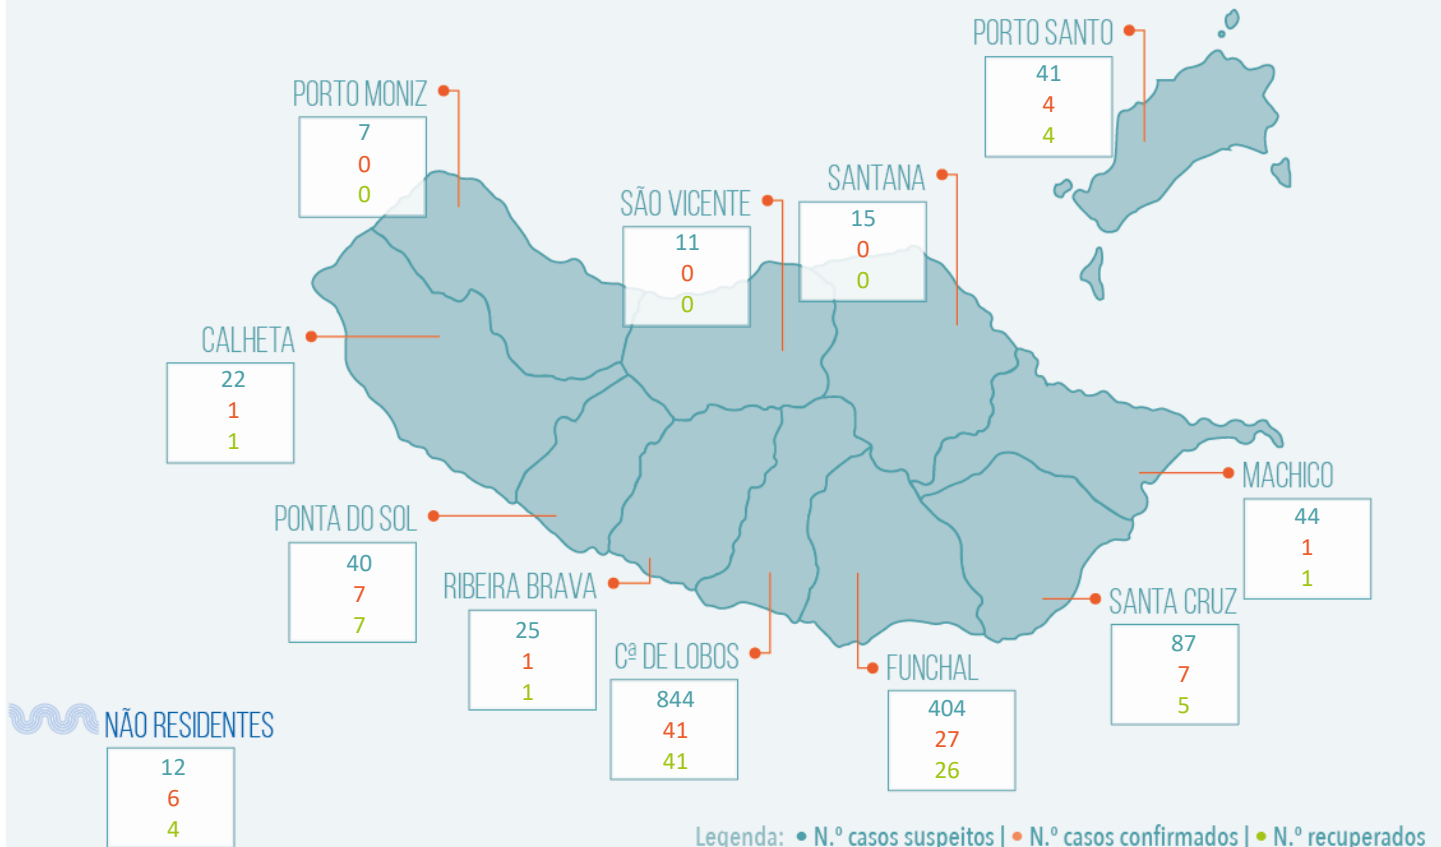 PORTO SANTO
41
4
4
PORTO MONIZ
7
0
0
SANTANA
15
0
0
SÃO VICENTE
11
0
0
CALHETA
22
1
1
MACHICO
44
1
1
PONTA DO SOL
40
7
7
RIBEIRA BRAVA
25
1
1
SANTA CRUZ
87
7
5
Cª DE LOBOS
844
41
41
FUNCHAL
404
27
26
NÃO RESIDENTES
12
6
4
Legenda: • N.º casos suspeitos | • N.º casos confirmados | • N.º recuperados